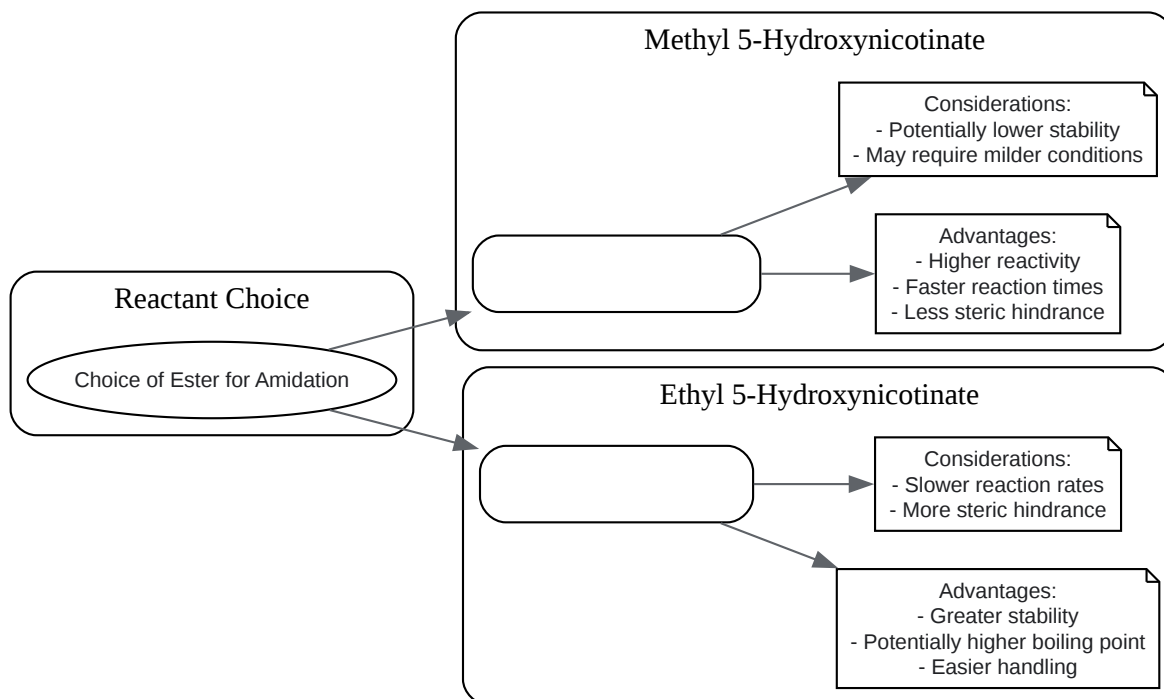 Methyl 5-Hydroxynicotinate
Considerations:
- Potentially lower stability
- May require milder conditions
Advantages:
- Higher reactivity
- Faster reaction times
- Less steric hindrance
Reactant Choice
Choice of Ester for Amidation
Ethyl 5-Hydroxynicotinate
Considerations:
- Slower reaction rates
- More steric hindrance
Advantages:
- Greater stability
- Potentially higher boiling point
- Easier handling